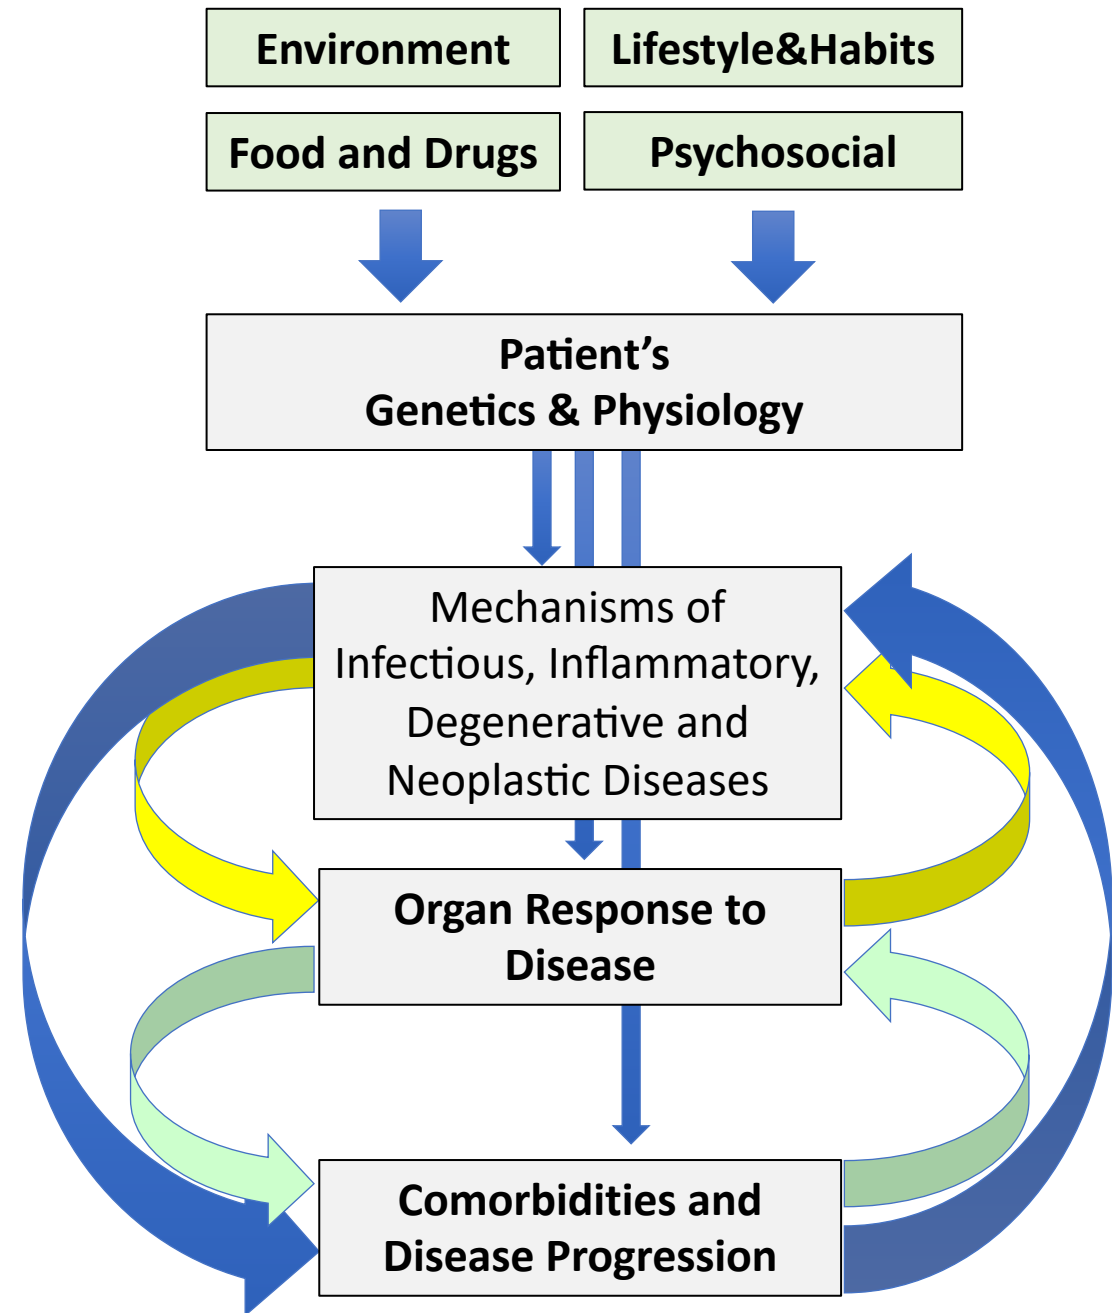 Environment
Lifestyle&Habits
Food and Drugs
Psychosocial
Patient’s
Genetics & Physiology
Mechanisms of
Infectious, Inflammatory,
Degenerative and
Neoplastic Diseases
Organ Response to
Disease
Comorbidities and
Disease Progression